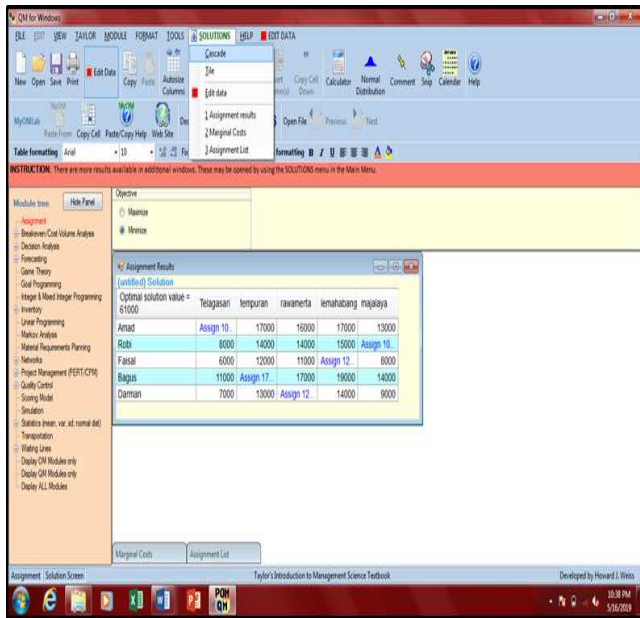 QM for Windows
FILE EDIT VIEW TAYLOR MODULE FORMAT TOOLS SOLUTIONS HELP EDIT DATA
New Open Save Print Edit Data Copy Paste Autosize Columns Copy Cell Down Calculator Normal Distribution Comment Snip Calendar Help
Cascade
Tile
Edit data
1 Assignment results
2 Marginal Costs
3 Assignment List
MyOMLab Paste From Copy Cell Paste/Copy Help Web Site Open File Previous Next
Table formatting Arial 10 formatting B I U
INSTRUCTION: There are more results available in additional windows. These may be opened by using the SOLUTIONS menu in the Main Menu.
Module tree Hide Panel
Assignment
Breakeven/Cost-Volume Analysis
Decision Analysis
Forecasting
Game Theory
Goal Programming
Integer & Mixed Integer Programming
Inventory
Linear Programming
Markov Analysis
Material Requirements Planning
Networks
Project Management (PERT/CPM)
Quality Control
Scoring Model
Simulation
Statistics (mean, var, sd, normal dist)
Transportation
Waiting Lines
Display OM Modules only
Display QM Modules only
Display ALL Modules
Objective
Maximize
Minimize
Assignment Results
(untitled) Solution
Optimal solution value = 61000 Telagasari tempuran rawamerta lemahabang majalaya
Amad Assign 10... 17000 16000 17000 13000
Robi 8000 14000 14000 15000 Assign 10...
Faisal 6000 12000 11000 Assign 12... 8000
Bagus 11000 Assign 17... 17000 19000 14000
Darman 7000 13000 Assign 12... 14000 9000
Marginal Costs Assignment List
Assignment Solution Screen Taylor's Introduction to Management Science Textbook Developed by Howard J. Weiss
POM QM
10:38 PM
5/16/2019